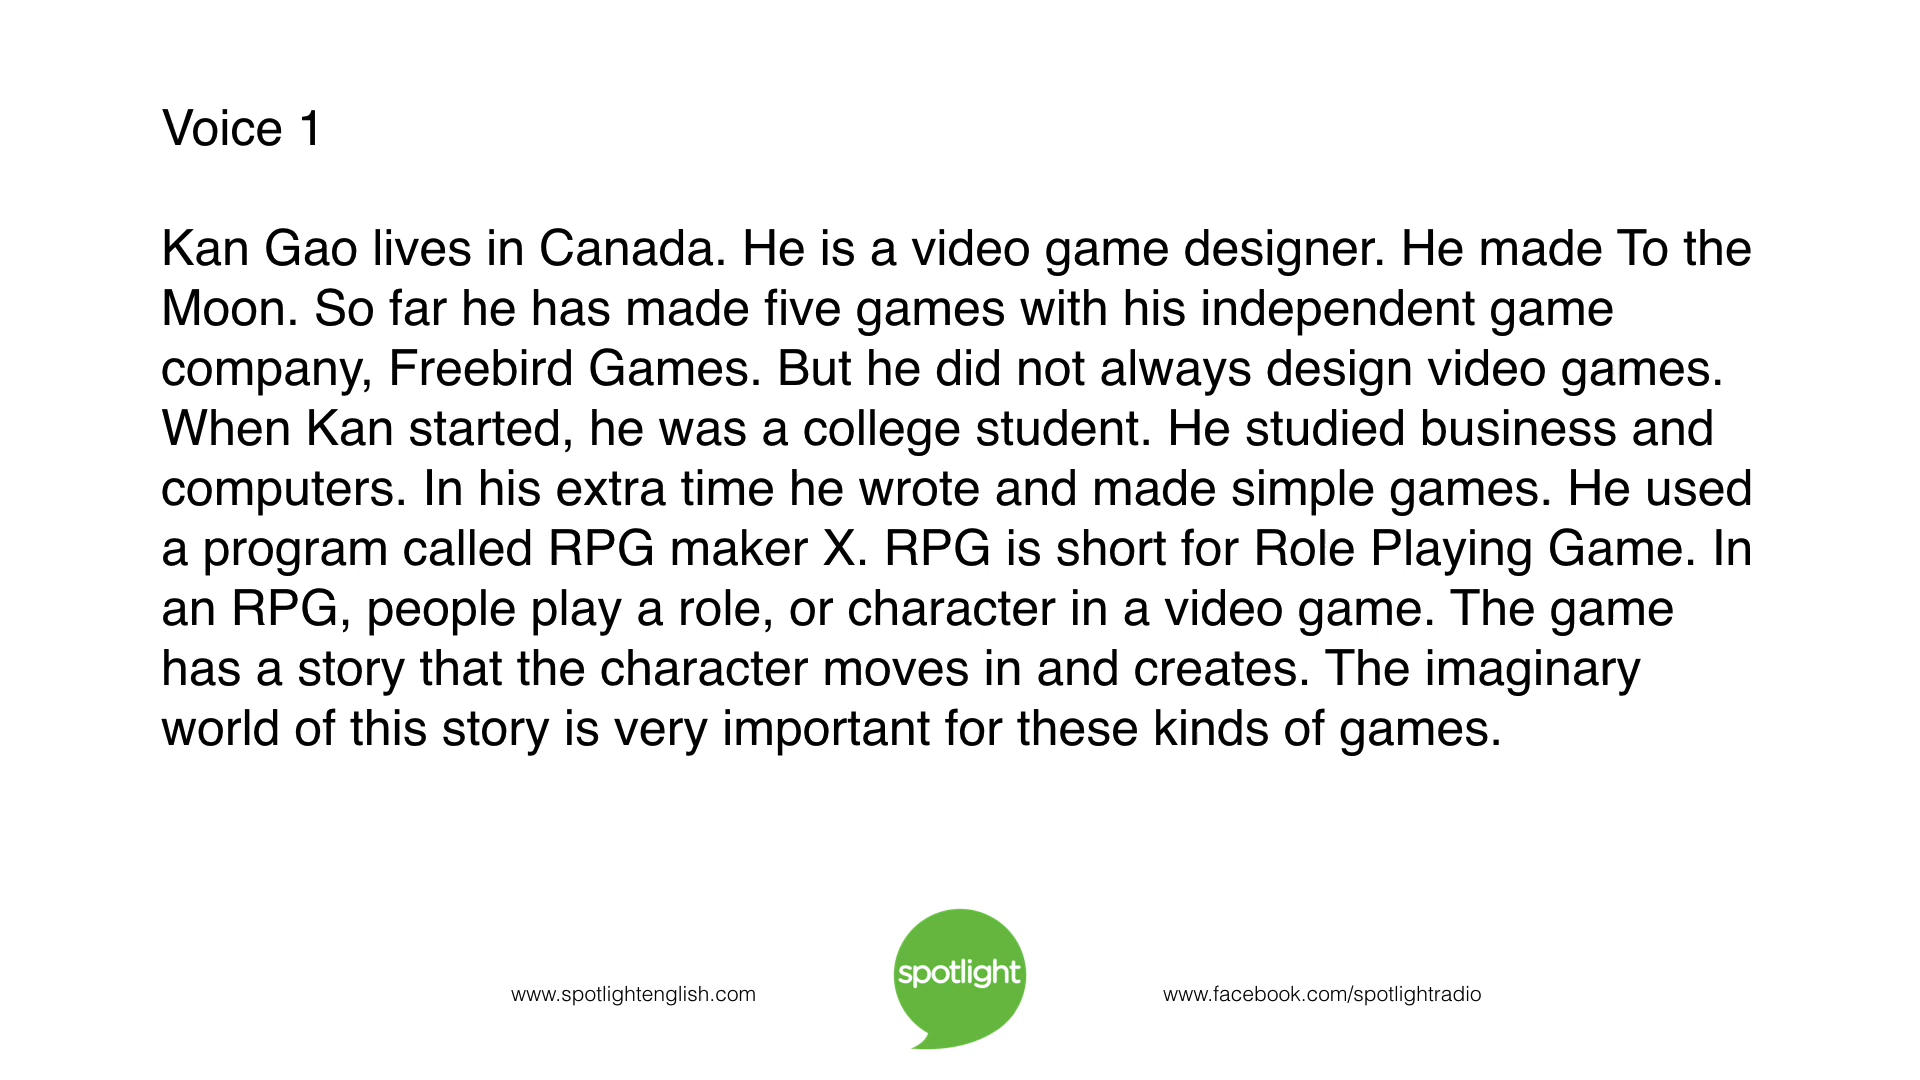 Voice 1
Kan Gao lives in Canada. He is a video game designer. He made To the
Moon. So far he has made five games with his independent game
company, Freebird Games. But he did not always design video games.
When Kan started, he was a college student. He studied business and
computers. In his extra time he wrote and made simple games. He used
a program called RPG maker X. RPG is short for Role Playing Game. In
an RPG, people play a role, or character in a video game. The game
has a story that the character moves in and creates. The imaginary
world of this story is very important for these kinds of games.
www.spotlightenglish.com
spotlight
www.facebook.com/spotlightradio